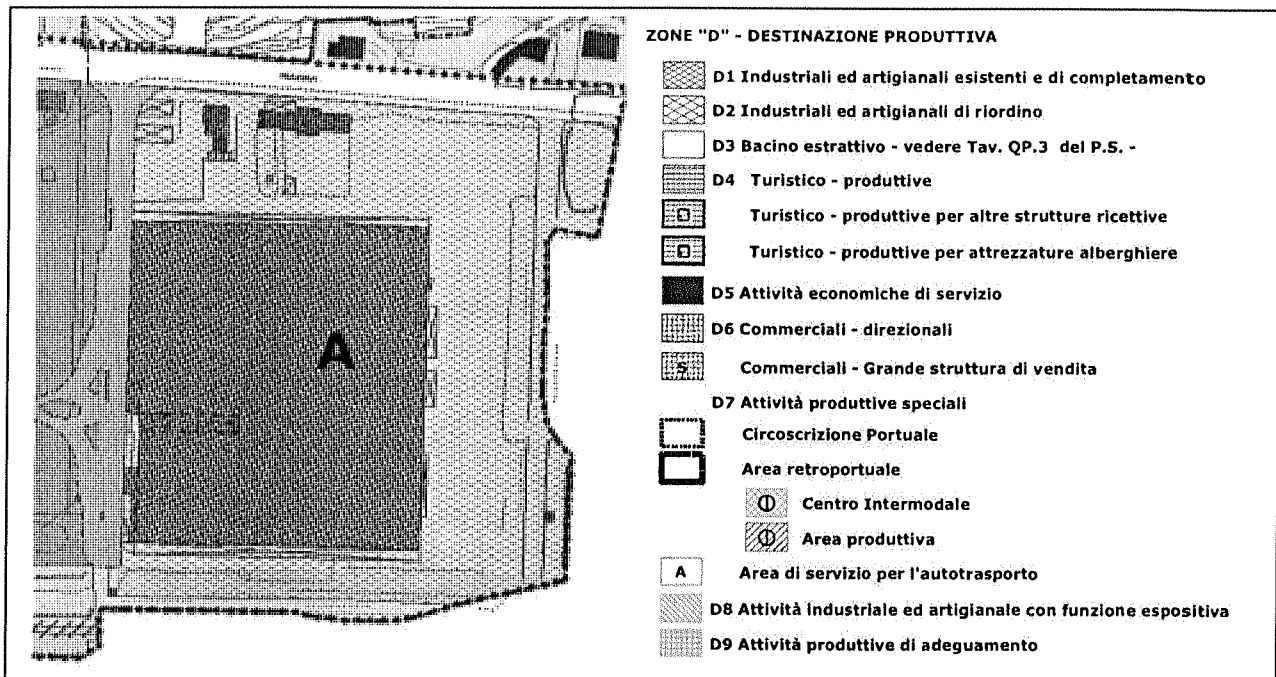 ZONE "D" - DESTINAZIONE PRODUTTIVA
D1 Industriali ed artigianali esistenti e di completamento
D2 Industriali ed artigianali di riordino
D3 Bacino estrattivo - vedere Tav. QP.3 del P.S. -
D4 Turistico - produttive
Turistico - produttive per altre strutture ricettive
Turistico - produttive per attrezzature alberghiere
D5 Attività economiche di servizio
D6 Commerciali - direzionali
S Commerciali - Grande struttura di vendita
D7 Attività produttive speciali
Circoscrizione Portuale
Area retroportuale
Centro Intermodale
Area produttiva
A Area di servizio per l'autotrasporto
D8 Attività industriale ed artigianale con funzione espositiva
D9 Attività produttive di adeguamento
A